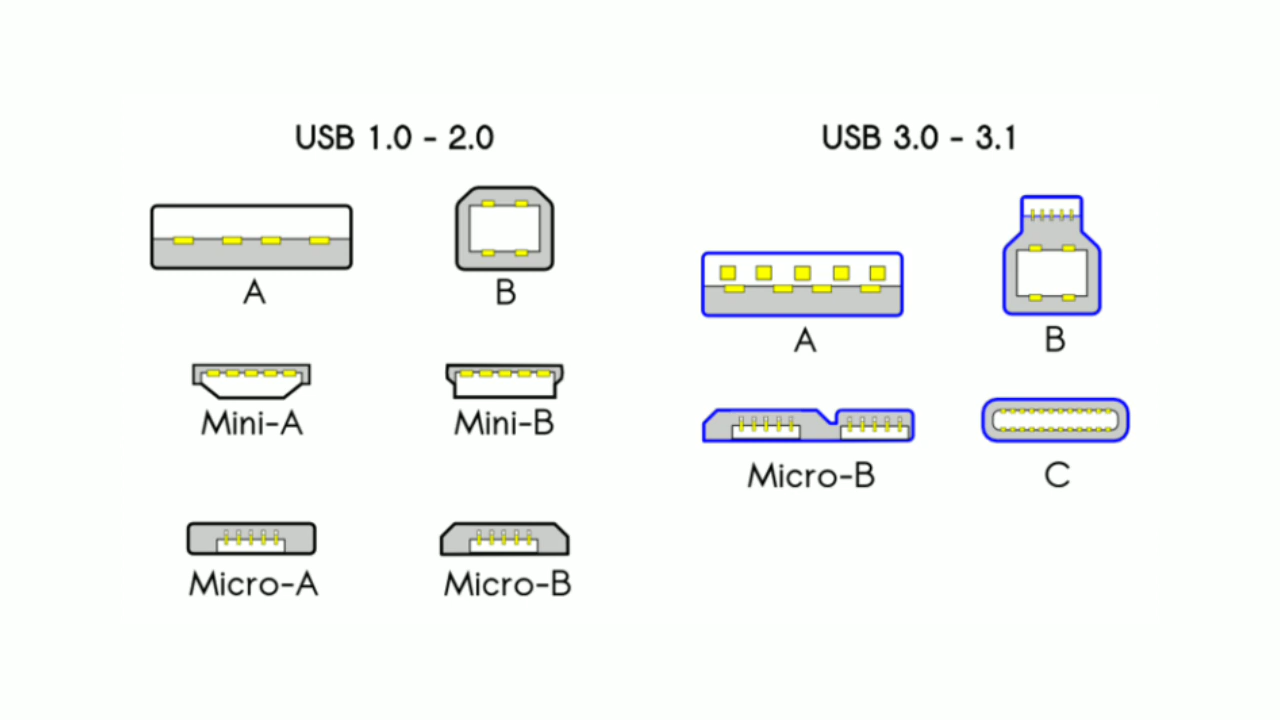 USB 1.0 - 2.0
A
B
Mini-A
Mini-B
Micro-A
Micro-B
USB 3.0 - 3.1
A
B
Micro-B
C